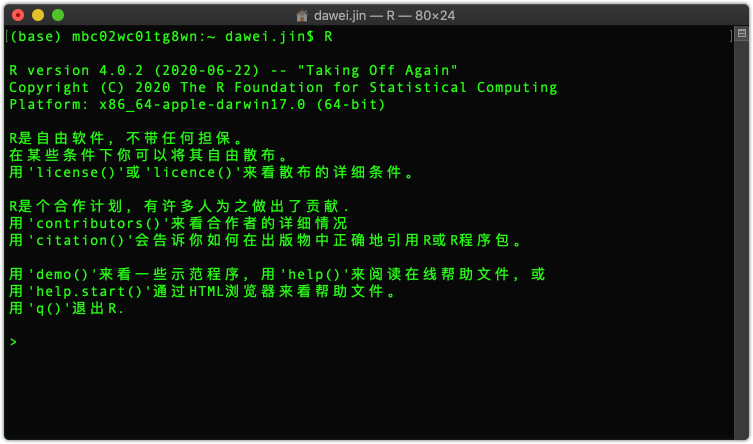 dawei.jin — R — 80×24
(base) mbc02wc01tg8wn:~ dawei.jin$ R
R version 4.0.2 (2020-06-22) -- "Taking Off Again"
Copyright (C) 2020 The R Foundation for Statistical Computing
Platform: x86_64-apple-darwin17.0 (64-bit)
R是自由软件，不带任何担保。
在某些条件下你可以将其自由散布。
用'license()'或'licence()'来看散布的详细条件。
R是个合作计划，有许多人为之做出了贡献.
用'contributors()'来看合作者的详细情况
用'citation()'会告诉你如何在出版物中正确地引用R或R程序包。
用'demo()'来看一些示范程序，用'help()'来阅读在线帮助文件，或
用'help.start()'通过HTML浏览器来看帮助文件。
用'q()'退出R.
>